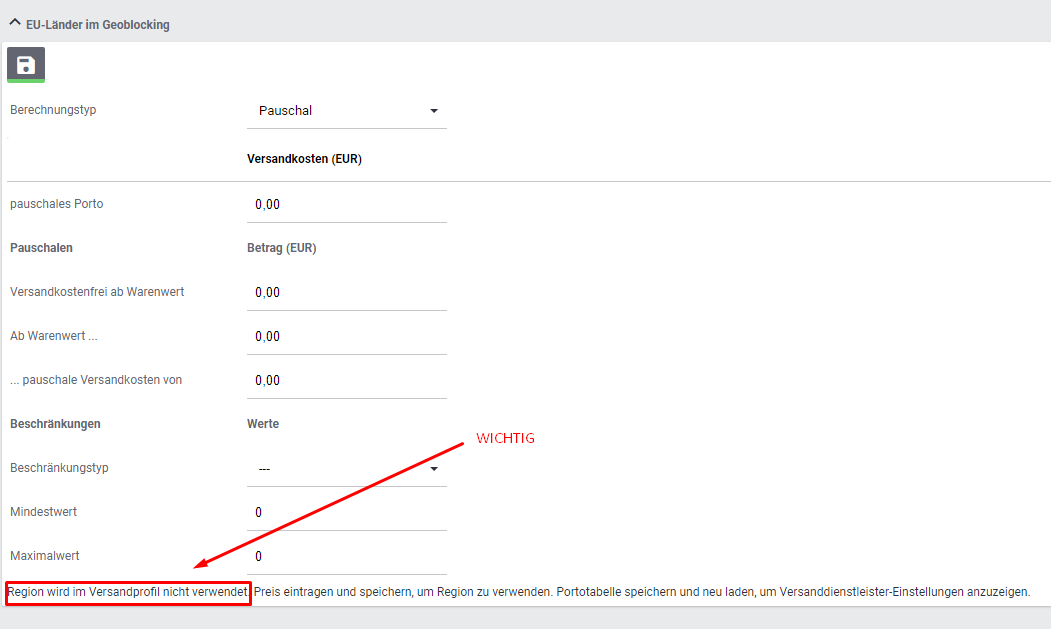 EU-Länder im Geoblocking
Berechnungstyp Pauschal
Versandkosten (EUR)
pauschales Porto 0,00
Pauschalen Betrag (EUR)
Versandkostenfrei ab Warenwert 0,00
Ab Warenwert ... 0,00
... pauschale Versandkosten von 0,00
Beschränkungen Werte
WICHTIG
Beschränkungstyp ---
Mindestwert 0
Maximalwert 0
Region wird im Versandprofil nicht verwendet. Preis eintragen und speichern, um Region zu verwenden. Portotabelle speichern und neu laden, um Versanddienstleister-Einstellungen anzuzeigen.